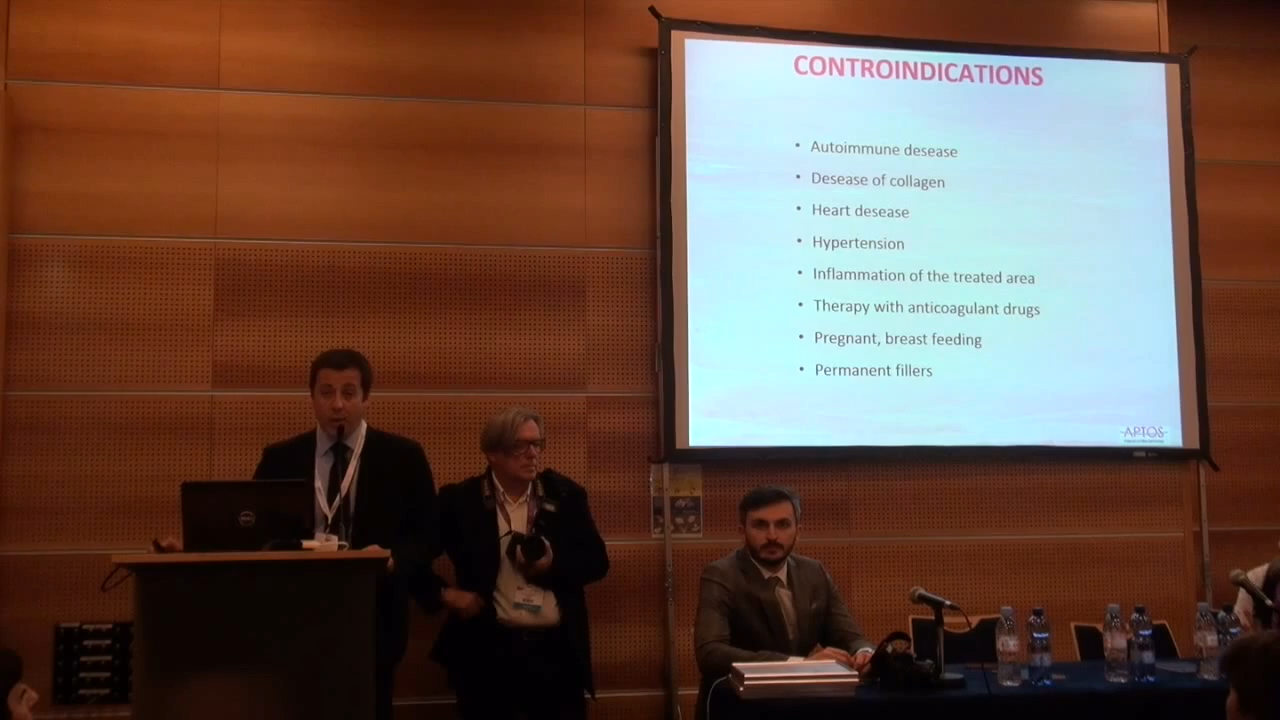 CONTROINDICATIONS
• Autoimmune desease
• Desease of collagen
• Heart desease
• Hypertension
• Inflammation of the treated area
• Therapy with anticoagulant drugs
• Pregnant, breast feeding
• Permanent fillers
APTOS
DELL